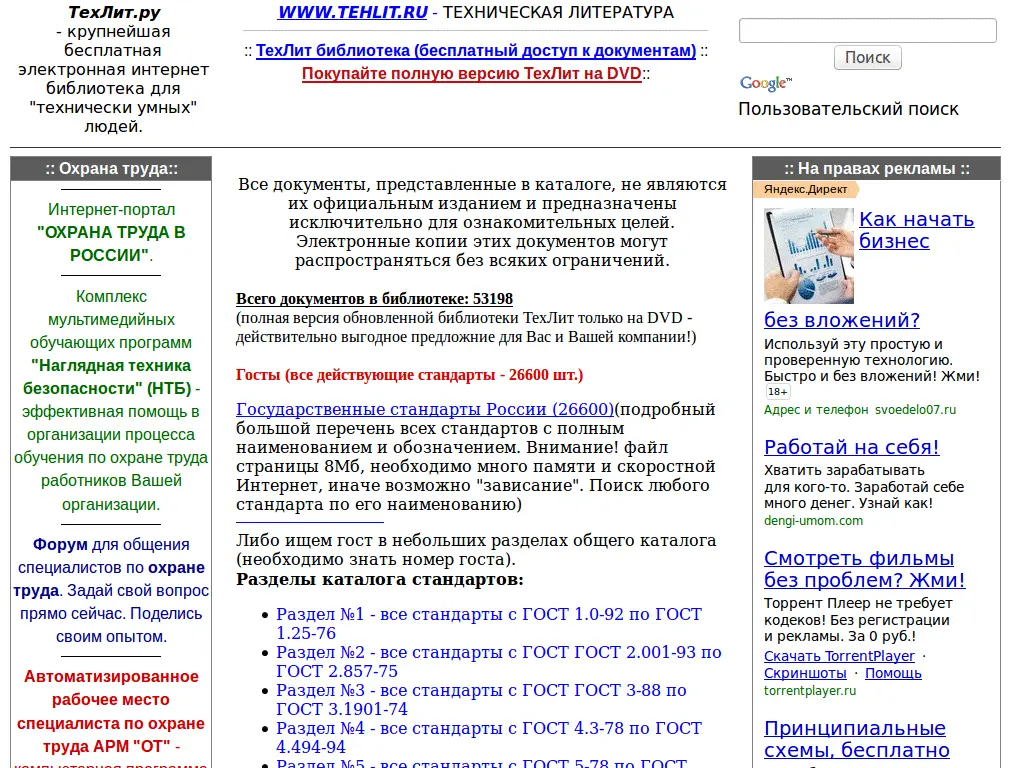 ТехЛит.ру
- крупнейшая
бесплатная
электронная интернет
библиотека для
"технически умных"
людей.
WWW.TEHLIT.RU - ТЕХНИЧЕСКАЯ ЛИТЕРАТУРА
:: ТехЛит библиотека (бесплатный доступ к документам) ::
Покупайте полную версию ТехЛит на DVD::
Поиск
Google™
Пользовательский поиск
:: Охрана труда::
Интернет-портал
"ОХРАНА ТРУДА В
РОССИИ".
Комплекс
мультимедийных
обучающих программ
"Наглядная техника
безопасности" (НТБ) -
эффективная помощь в
организации процесса
обучения по охране труда
работников Вашей
организации.
Форум для общения
специалистов по охране
труда. Задай свой вопрос
прямо сейчас. Поделись
своим опытом.
Автоматизированное
рабочее место
специалиста по охране
труда АРМ "ОТ" -
компьютерная программа
Все документы, представленные в каталоге, не являются
их официальным изданием и предназначены
исключительно для ознакомительных целей.
Электронные копии этих документов могут
распространяться без всяких ограничений.
Всего документов в библиотеке: 53198
(полная версия обновленной библиотеки ТехЛит только на DVD -
действительно выгодное предложние для Вас и Вашей компании!)
Госты (все действующие стандарты - 26600 шт.)
Государственные стандарты России (26600)(подробный
большой перечень всех стандартов с полным
наименованием и обозначением. Внимание! файл
страницы 8Мб, необходимо много памяти и скоростной
Интернет, иначе возможно "зависание". Поиск любого
стандарта по его наименованию)
Либо ищем гост в небольших разделах общего каталога
(необходимо знать номер госта).
Разделы каталога стандартов:
• Раздел №1 - все стандарты с ГОСТ 1.0-92 по ГОСТ
1.25-76
• Раздел №2 - все стандарты с ГОСТ ГОСТ 2.001-93 по
ГОСТ 2.857-75
• Раздел №3 - все стандарты с ГОСТ ГОСТ 3-88 по
ГОСТ 3.1901-74
• Раздел №4 - все стандарты с ГОСТ 4.3-78 по ГОСТ
4.494-94
• Раздел №5 - все стандарты с ГОСТ 5-78 по ГОСТ
:: На правах рекламы ::
Яндекс.Директ
Как начать
бизнес
без вложений?
Используй эту простую и
проверенную технологию.
Быстро и без вложений! Жми!
18+
Адрес и телефон svoedelo07.ru
Работай на себя!
Хватить зарабатывать
для кого-то. Заработай себе
много денег. Узнай как!
dengi-umom.com
Смотреть фильмы
без проблем? Жми!
Торрент Плеер не требует
кодеков! Без регистрации
и рекламы. За 0 руб.!
Скачать TorrentPlayer ·
Скриншоты · Помощь
torrentplayer.ru
Принципиальные
схемы, бесплатно